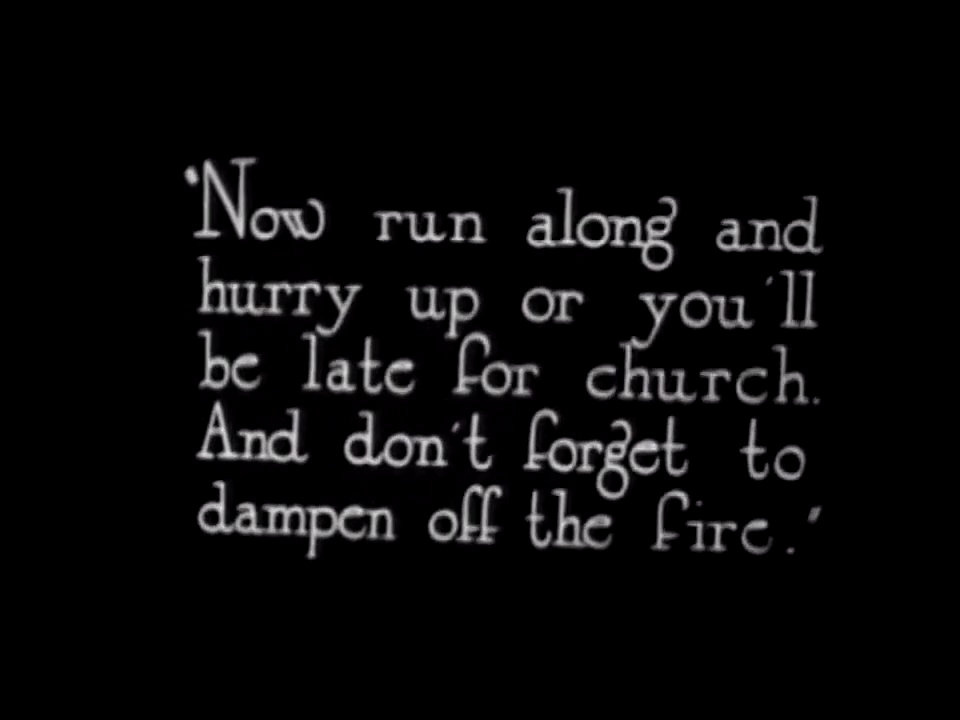 "Now run along and
hurry up or you'll
be late for church.
And don't forget to
dampen off the fire."